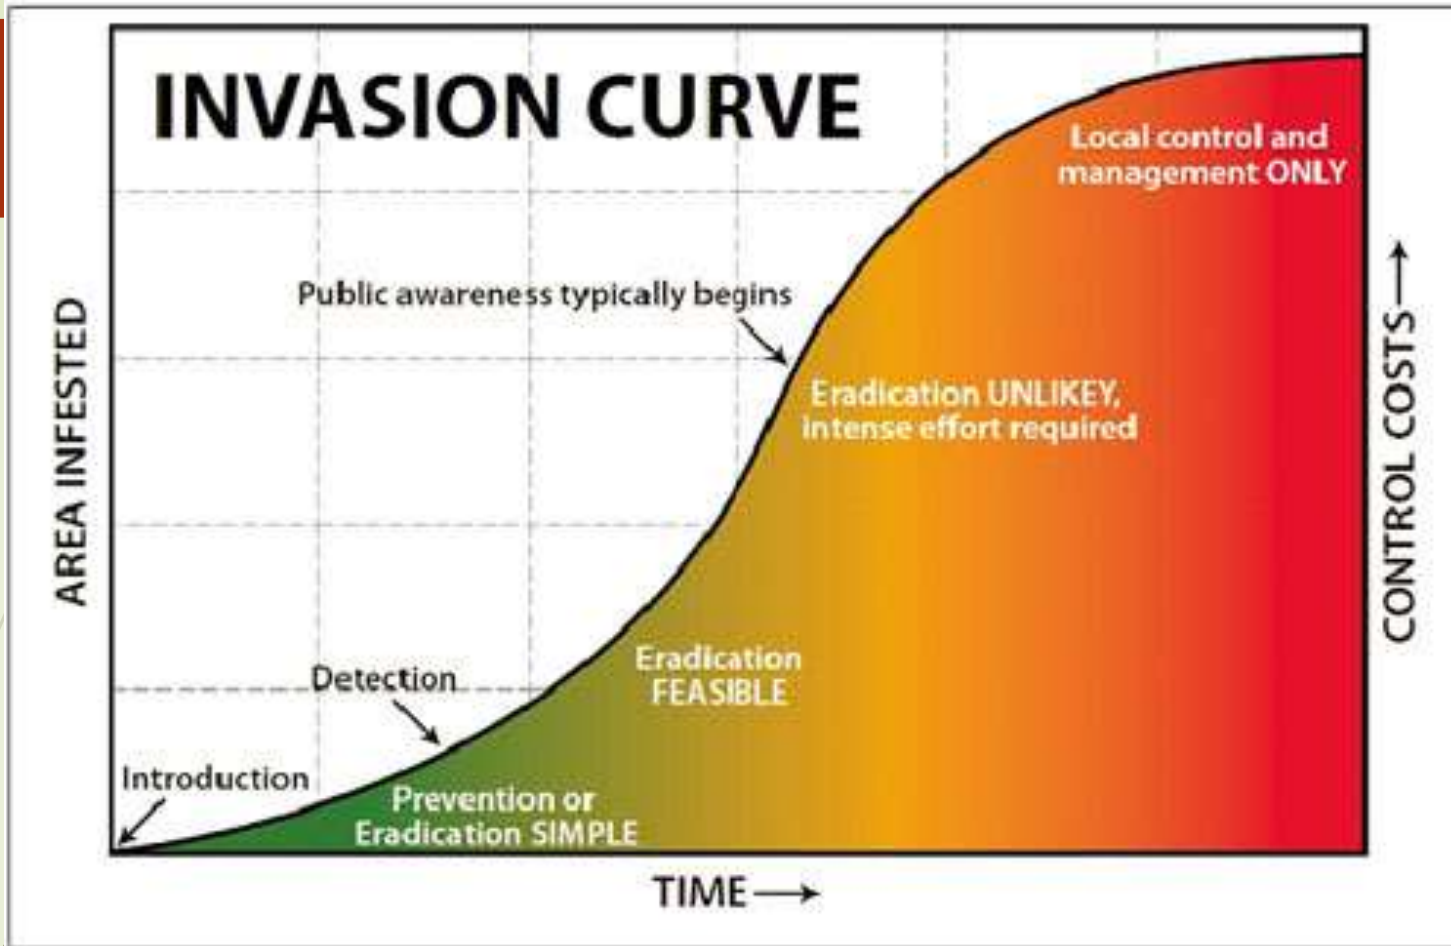 INVASION CURVE
Local control and
management ONLY
Public awareness typically begins
Eradication UNLIKEY,
intense effort required
Eradication
FEASIBLE
Detection
Introduction
Prevention or
Eradication SIMPLE
AREA INFESTED
CONTROL COSTS
TIME